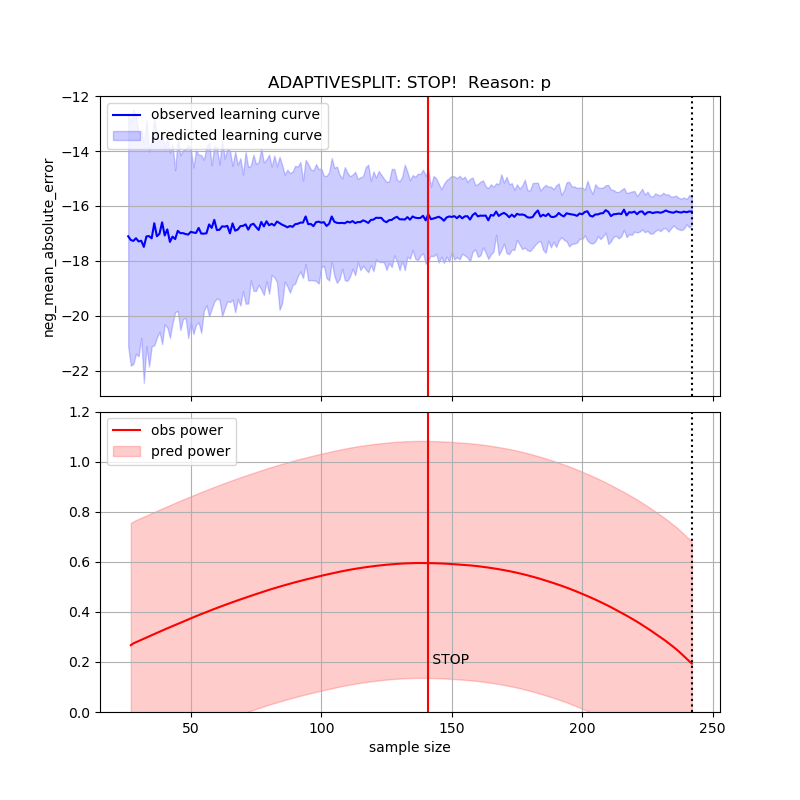 ADAPTIVESPLIT: STOP!  Reason: p
−12
−14
−16
−18
−20
−22
neg_mean_absolute_error
observed learning curve
predicted learning curve
1.2
1.0
0.8
0.6
0.4
0.2
0.0
obs power
pred power
STOP
50
100
150
200
250
sample size